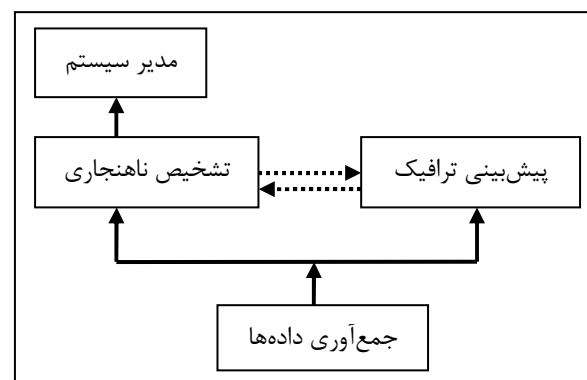 مدیر سیستم
پیش‌بینی ترافیک
تشخیص ناهنجاری
جمع‌آوری داده‌ها